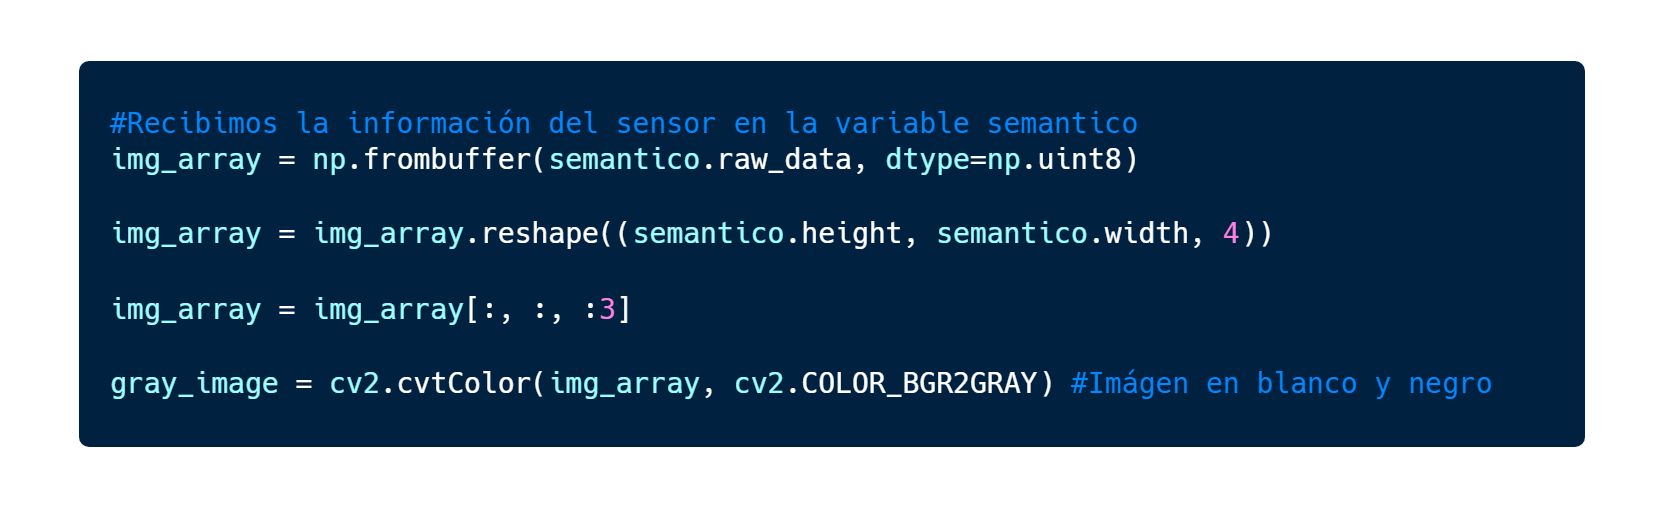 #Recibimos la información del sensor en la variable semantico
img_array = np.frombuffer(semantico.raw_data, dtype=np.uint8)
img_array = img_array.reshape((semantico.height, semantico.width, 4))
img_array = img_array[:, :, :3]
gray_image = cv2.cvtColor(img_array, cv2.COLOR_BGR2GRAY) #Imágen en blanco y negro